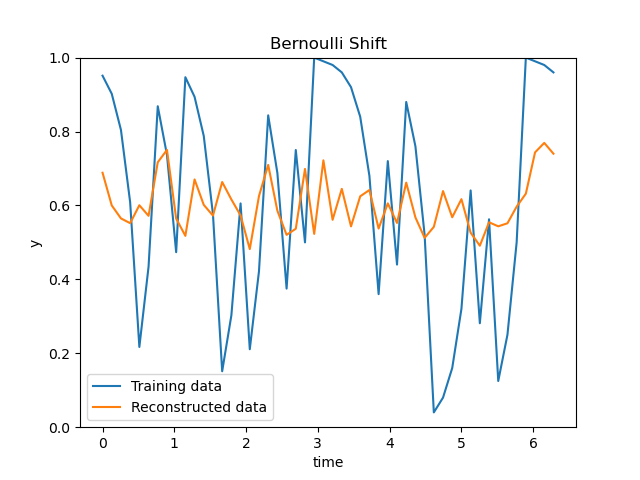 Bernoulli Shift
1.0
0.8
0.6
0.4
0.2
0.0
y
Training data
Reconstructed data
0 1 2 3 4 5 6
time